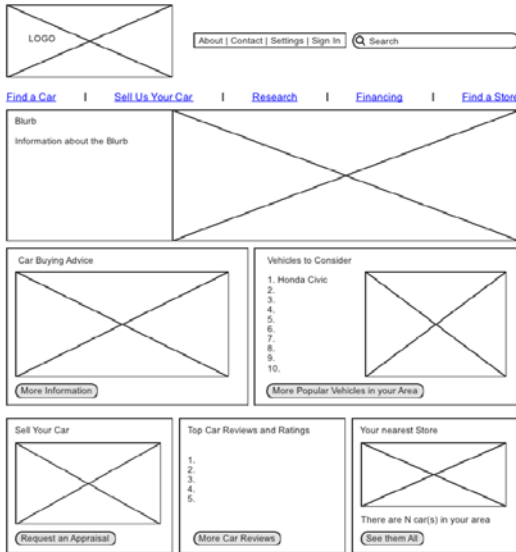 LOGO
About | Contact | Settings | Sign In
Search
Find a Car | Sell Us Your Car | Research | Financing | Find a Store
Blurb
Information about the Blurb
Car Buying Advice
More Information
Vehicles to Consider
1. Honda Civic
2.
3.
4.
5.
6.
7.
8.
9.
10.
More Popular Vehicles in your Area
Sell Your Car
Request an Appraisal
Top Car Reviews and Ratings
1.
2.
3.
4.
5.
More Car Reviews
Your nearest Store
There are N car(s) in your area
See them All